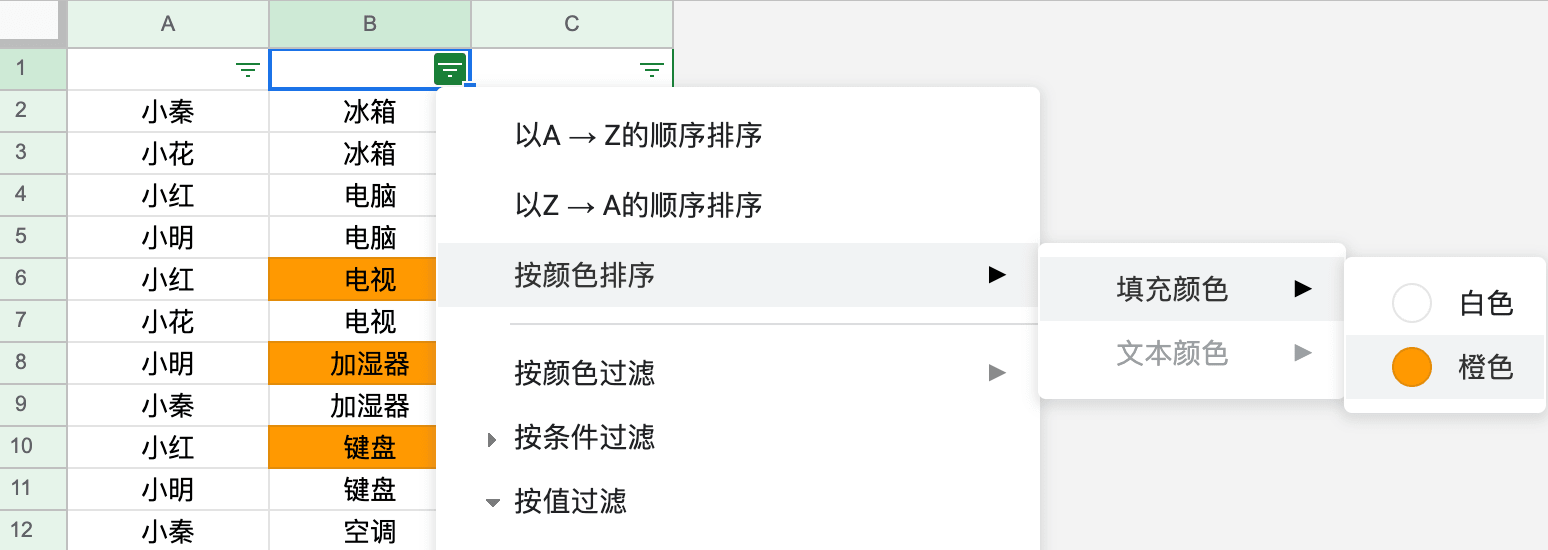 A B C
1
2 小秦 冰箱
3 小花 冰箱
4 小红 电脑
5 小明 电脑
6 小红 电视
7 小花 电视
8 小明 加湿器
9 小秦 加湿器
10 小红 键盘
11 小明 键盘
12 小秦 空调
以A → Z的顺序排序
以Z → A的顺序排序
按颜色排序
按颜色过滤
按条件过滤
按值过滤
填充颜色
文本颜色
白色
橙色